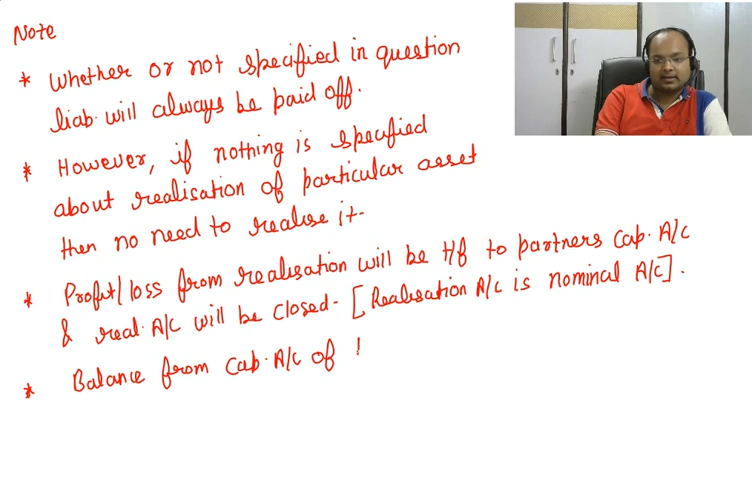 Note
* Whether or not specified in question
liab. will always be paid off.
* However, if nothing is specified
about realisation of particular asset
then no need to realise it-
* Profit/loss from realisation will be t/f to partners cap. A/c
& real. A/c will be closed- [Realisation A/c is nominal A/c].
* Balance from cap. A/c of